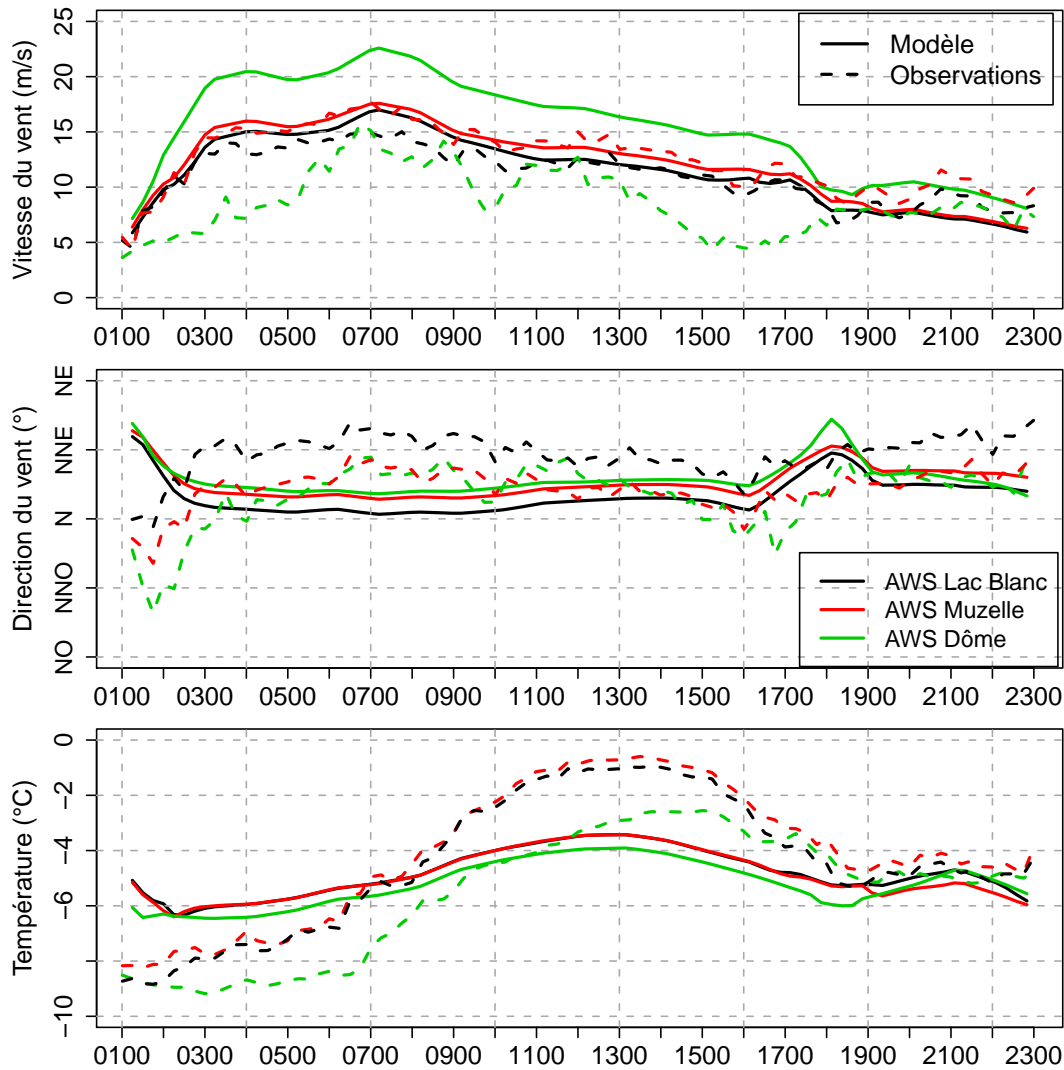 Vitesse du vent (m/s)
25
20
15
10
5
0
Modèle
Observations
0100 0300 0500 0700 0900 1100 1300 1500 1700 1900 2100 2300
Direction du vent (°)
NE
NNE
N
NNO
NO
AWS Lac Blanc
AWS Muzelle
AWS Dôme
0100 0300 0500 0700 0900 1100 1300 1500 1700 1900 2100 2300
Température (°C)
0
−2
−4
−6
−8
−10
0100 0300 0500 0700 0900 1100 1300 1500 1700 1900 2100 2300